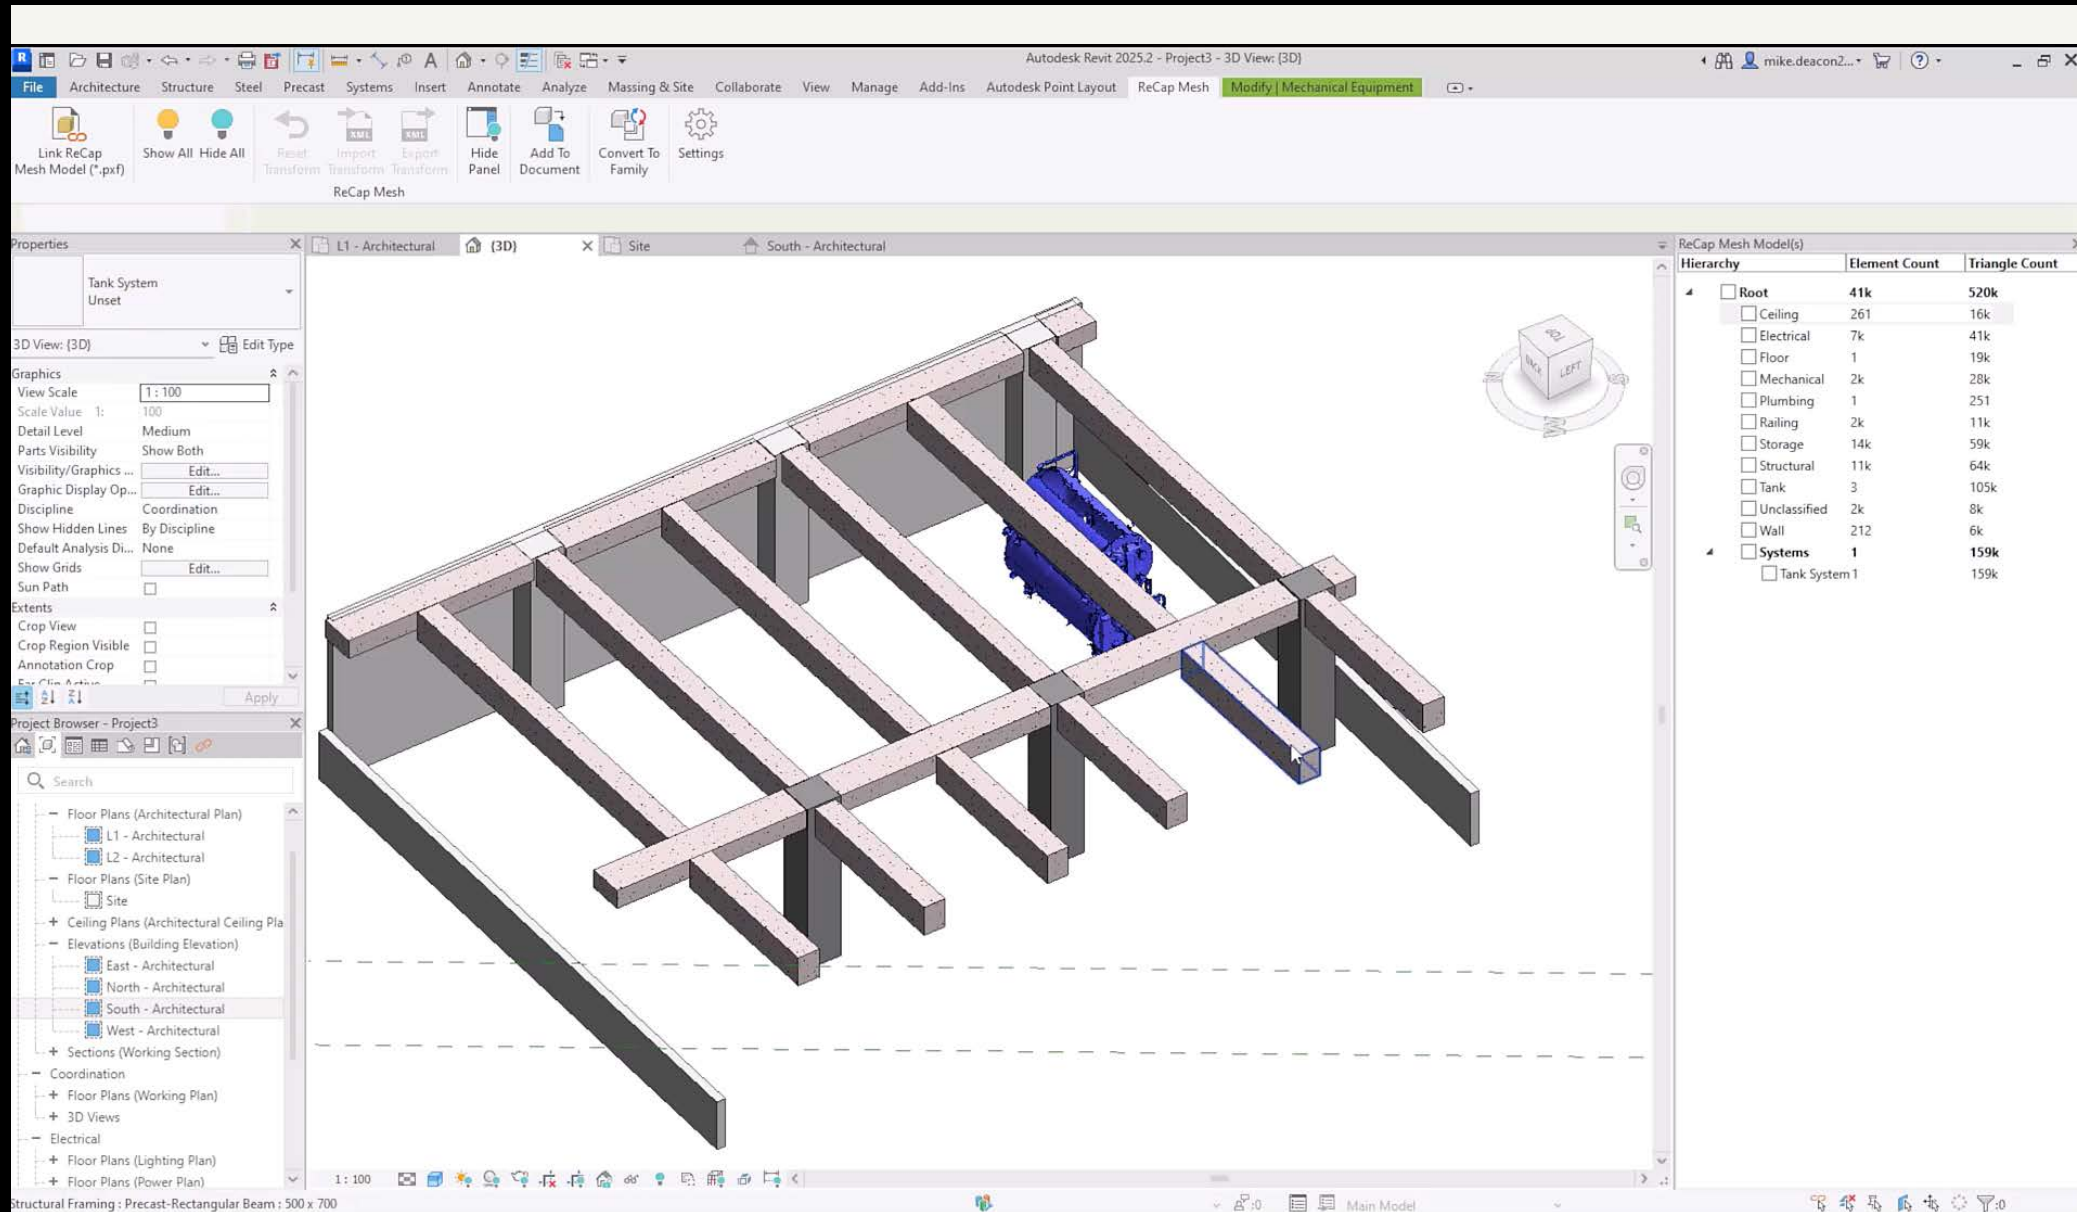 Autodesk Revit 2025.2 - Project3 - 3D View: {3D}
mike.deacon2...
File Architecture Structure Steel Precast Systems Insert Annotate Analyze Massing & Site Collaborate View Manage Add-Ins Autodesk Point Layout ReCap Mesh Modify | Mechanical Equipment
Link ReCap
Mesh Model (*.pxf)
Show All
Hide All
Reset
Transform
Import
Transform
Export
Transform
Hide
Panel
Add To
Document
Convert To
Family
Settings
ReCap Mesh
Properties
Tank System
Unset
3D View: {3D}
Edit Type
Graphics
View Scale 1 : 100
Scale Value 1: 100
Detail Level Medium
Parts Visibility Show Both
Visibility/Graphics ... Edit...
Graphic Display Op... Edit...
Discipline Coordination
Show Hidden Lines By Discipline
Default Analysis Di... None
Show Grids Edit...
Sun Path
Extents
Crop View
Crop Region Visible
Annotation Crop
Apply
Project Browser - Project3
Search
Floor Plans (Architectural Plan)
L1 - Architectural
L2 - Architectural
Floor Plans (Site Plan)
Site
Ceiling Plans (Architectural Ceiling Pla
Elevations (Building Elevation)
East - Architectural
North - Architectural
South - Architectural
West - Architectural
Sections (Working Section)
Coordination
Floor Plans (Working Plan)
3D Views
Electrical
Floor Plans (Lighting Plan)
Floor Plans (Power Plan)
L1 - Architectural {3D} Site South - Architectural
BACK
LEFT
1 : 100
ReCap Mesh Model(s)
Hierarchy Element Count Triangle Count
Root 41k 520k
Ceiling 261 16k
Electrical 7k 41k
Floor 1 19k
Mechanical 2k 28k
Plumbing 1 251
Railing 2k 11k
Storage 14k 59k
Structural 11k 64k
Tank 3 105k
Unclassified 2k 8k
Wall 212 6k
Systems 1 159k
Tank System 1 159k
Structural Framing : Precast-Rectangular Beam : 500 x 700
:0
Main Model
:0